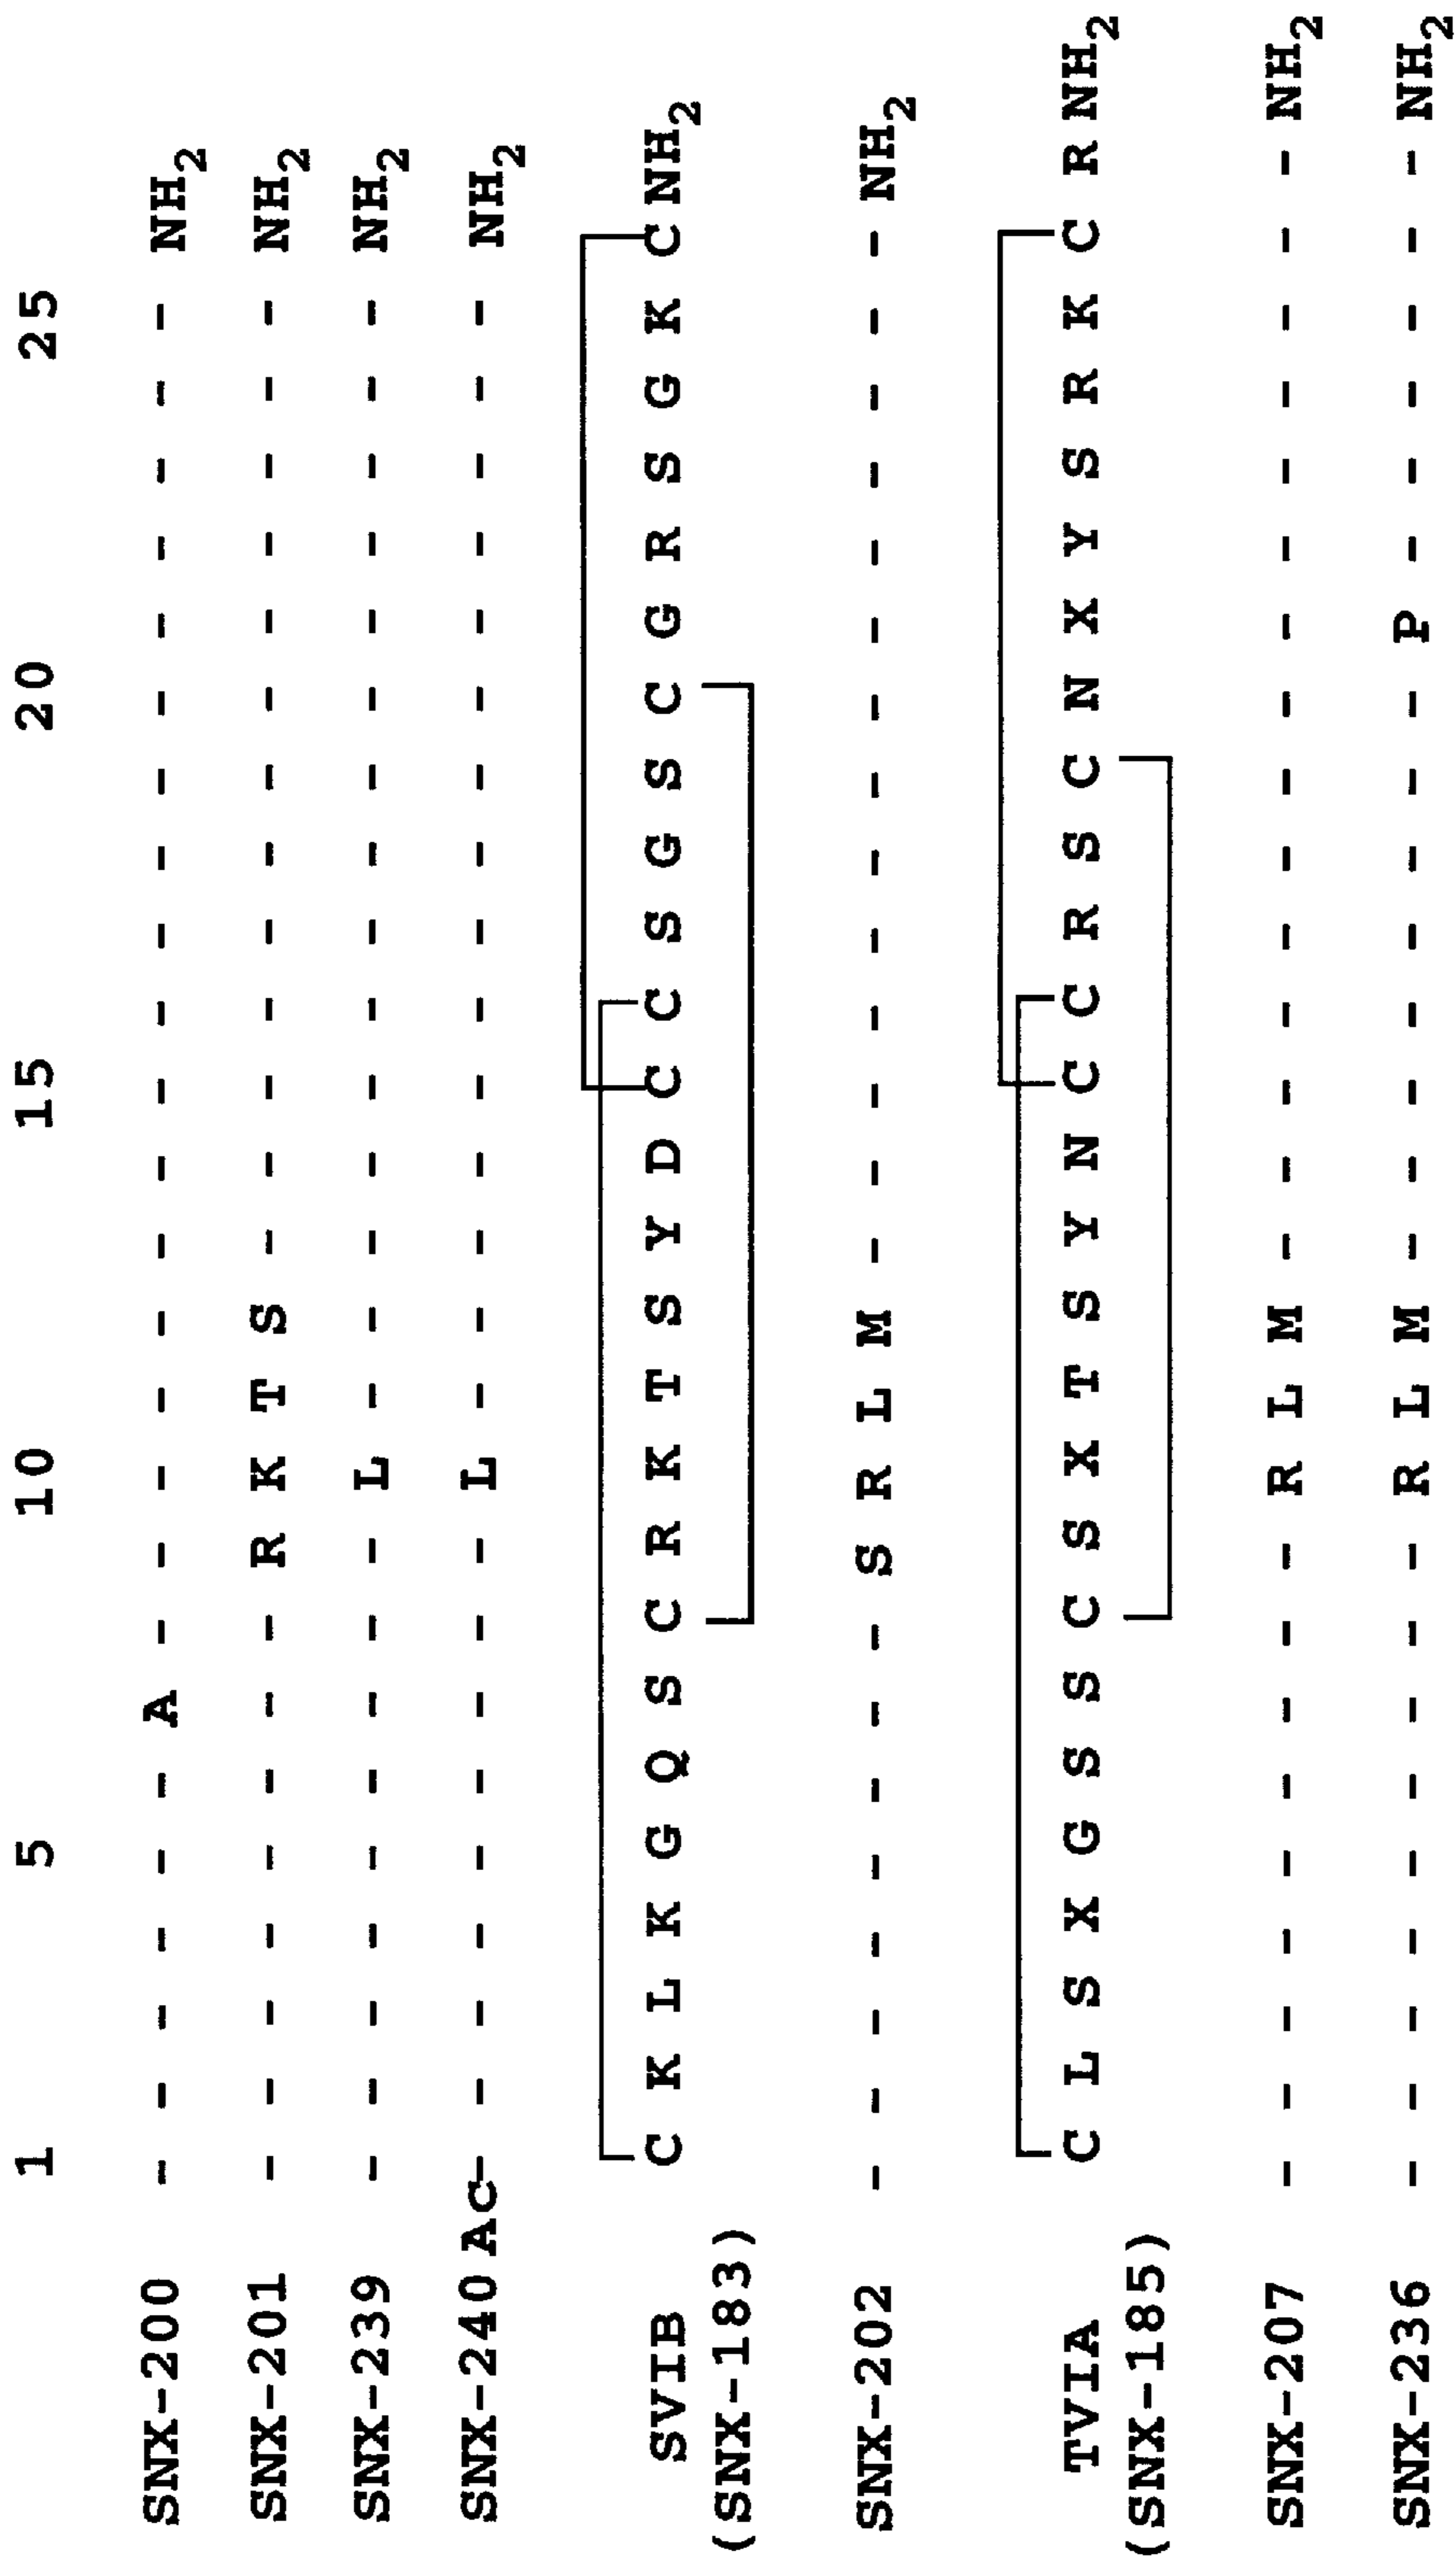 1 5 10 15 20 25
SNX-200 - - - - - - A - - - - - - - - - - - - - - - - - - NH2
SNX-201 - - - - - - - - R K T S - - - - - - - - - - - - - NH2
SNX-239 - - - - - - - - - L - - - - - - - - - - - - - - - NH2
SNX-240 AC- - - - - - - - - L - - - - - - - - - - - - - - - NH2
SVIB C K L K G Q S C R K T S Y D C C S G S C G R S G K C NH2
(SNX-183)
SNX-202 - - - - - - - - S R L M - - - - - - - - - - - - - - NH2
TVIA C L S X G S S C S X T S Y N C C R S C N X Y S R K C R NH2
(SNX-185)
SNX-207 - - - - - - - - - R L M - - - - - - - - - - - - - - - NH2
SNX-236 - - - - - - - - - R L M - - - - - - - - P - - - - - - NH2